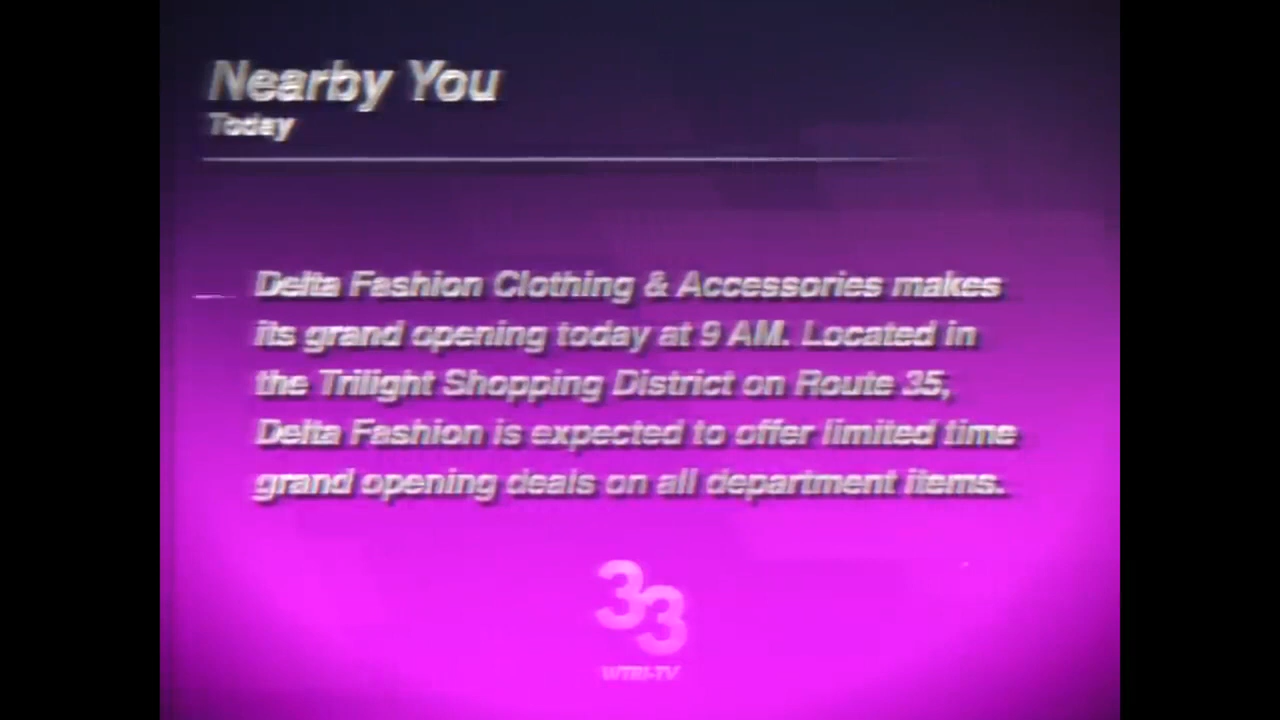 Nearby You
Today
Delta Fashion Clothing & Accessories makes
its grand opening today at 9 AM. Located in
the Trilight Shopping District on Route 35,
Delta Fashion is expected to offer limited time
grand opening deals on all department items.
33
WTRI-TV